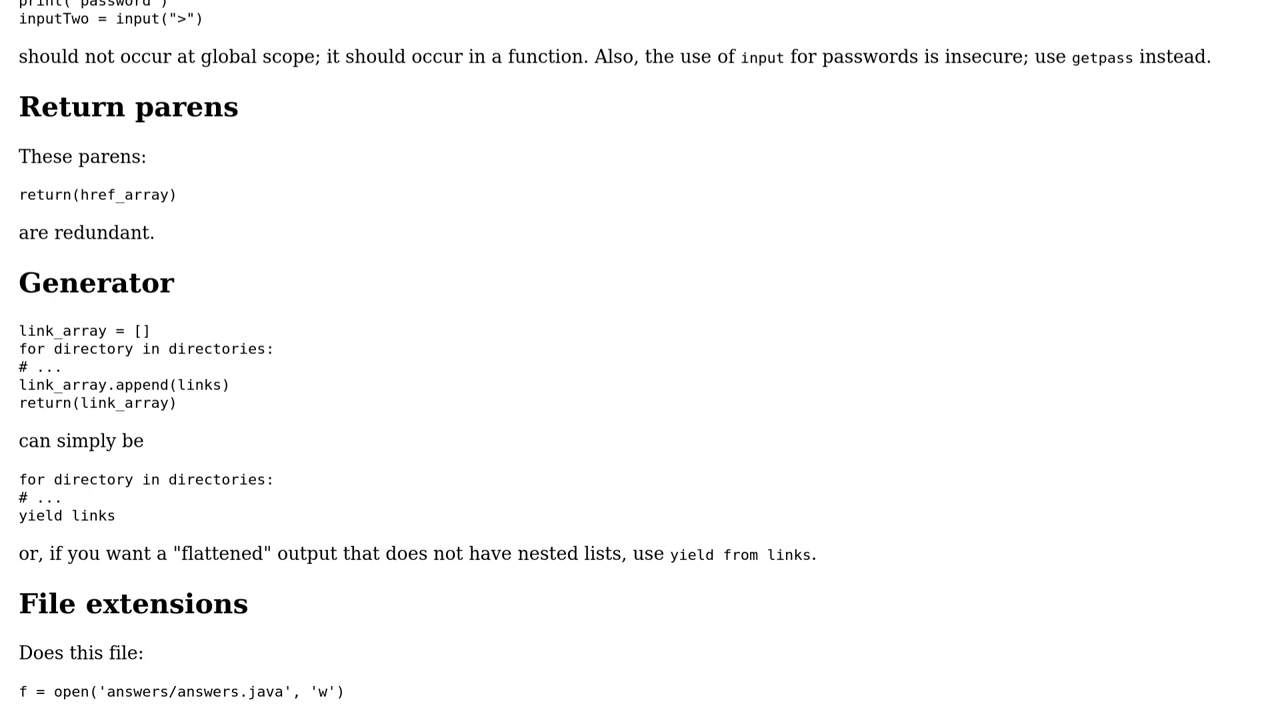 print("password")
inputTwo = input(">")
should not occur at global scope; it should occur in a function. Also, the use of input for passwords is insecure; use getpass instead.
Return parens
These parens:
return(href_array)
are redundant.
Generator
link_array = []
for directory in directories:
# ...
link_array.append(links)
return(link_array)
can simply be
for directory in directories:
# ...
yield links
or, if you want a "flattened" output that does not have nested lists, use yield from links.
File extensions
Does this file:
f = open('answers/answers.java', 'w')